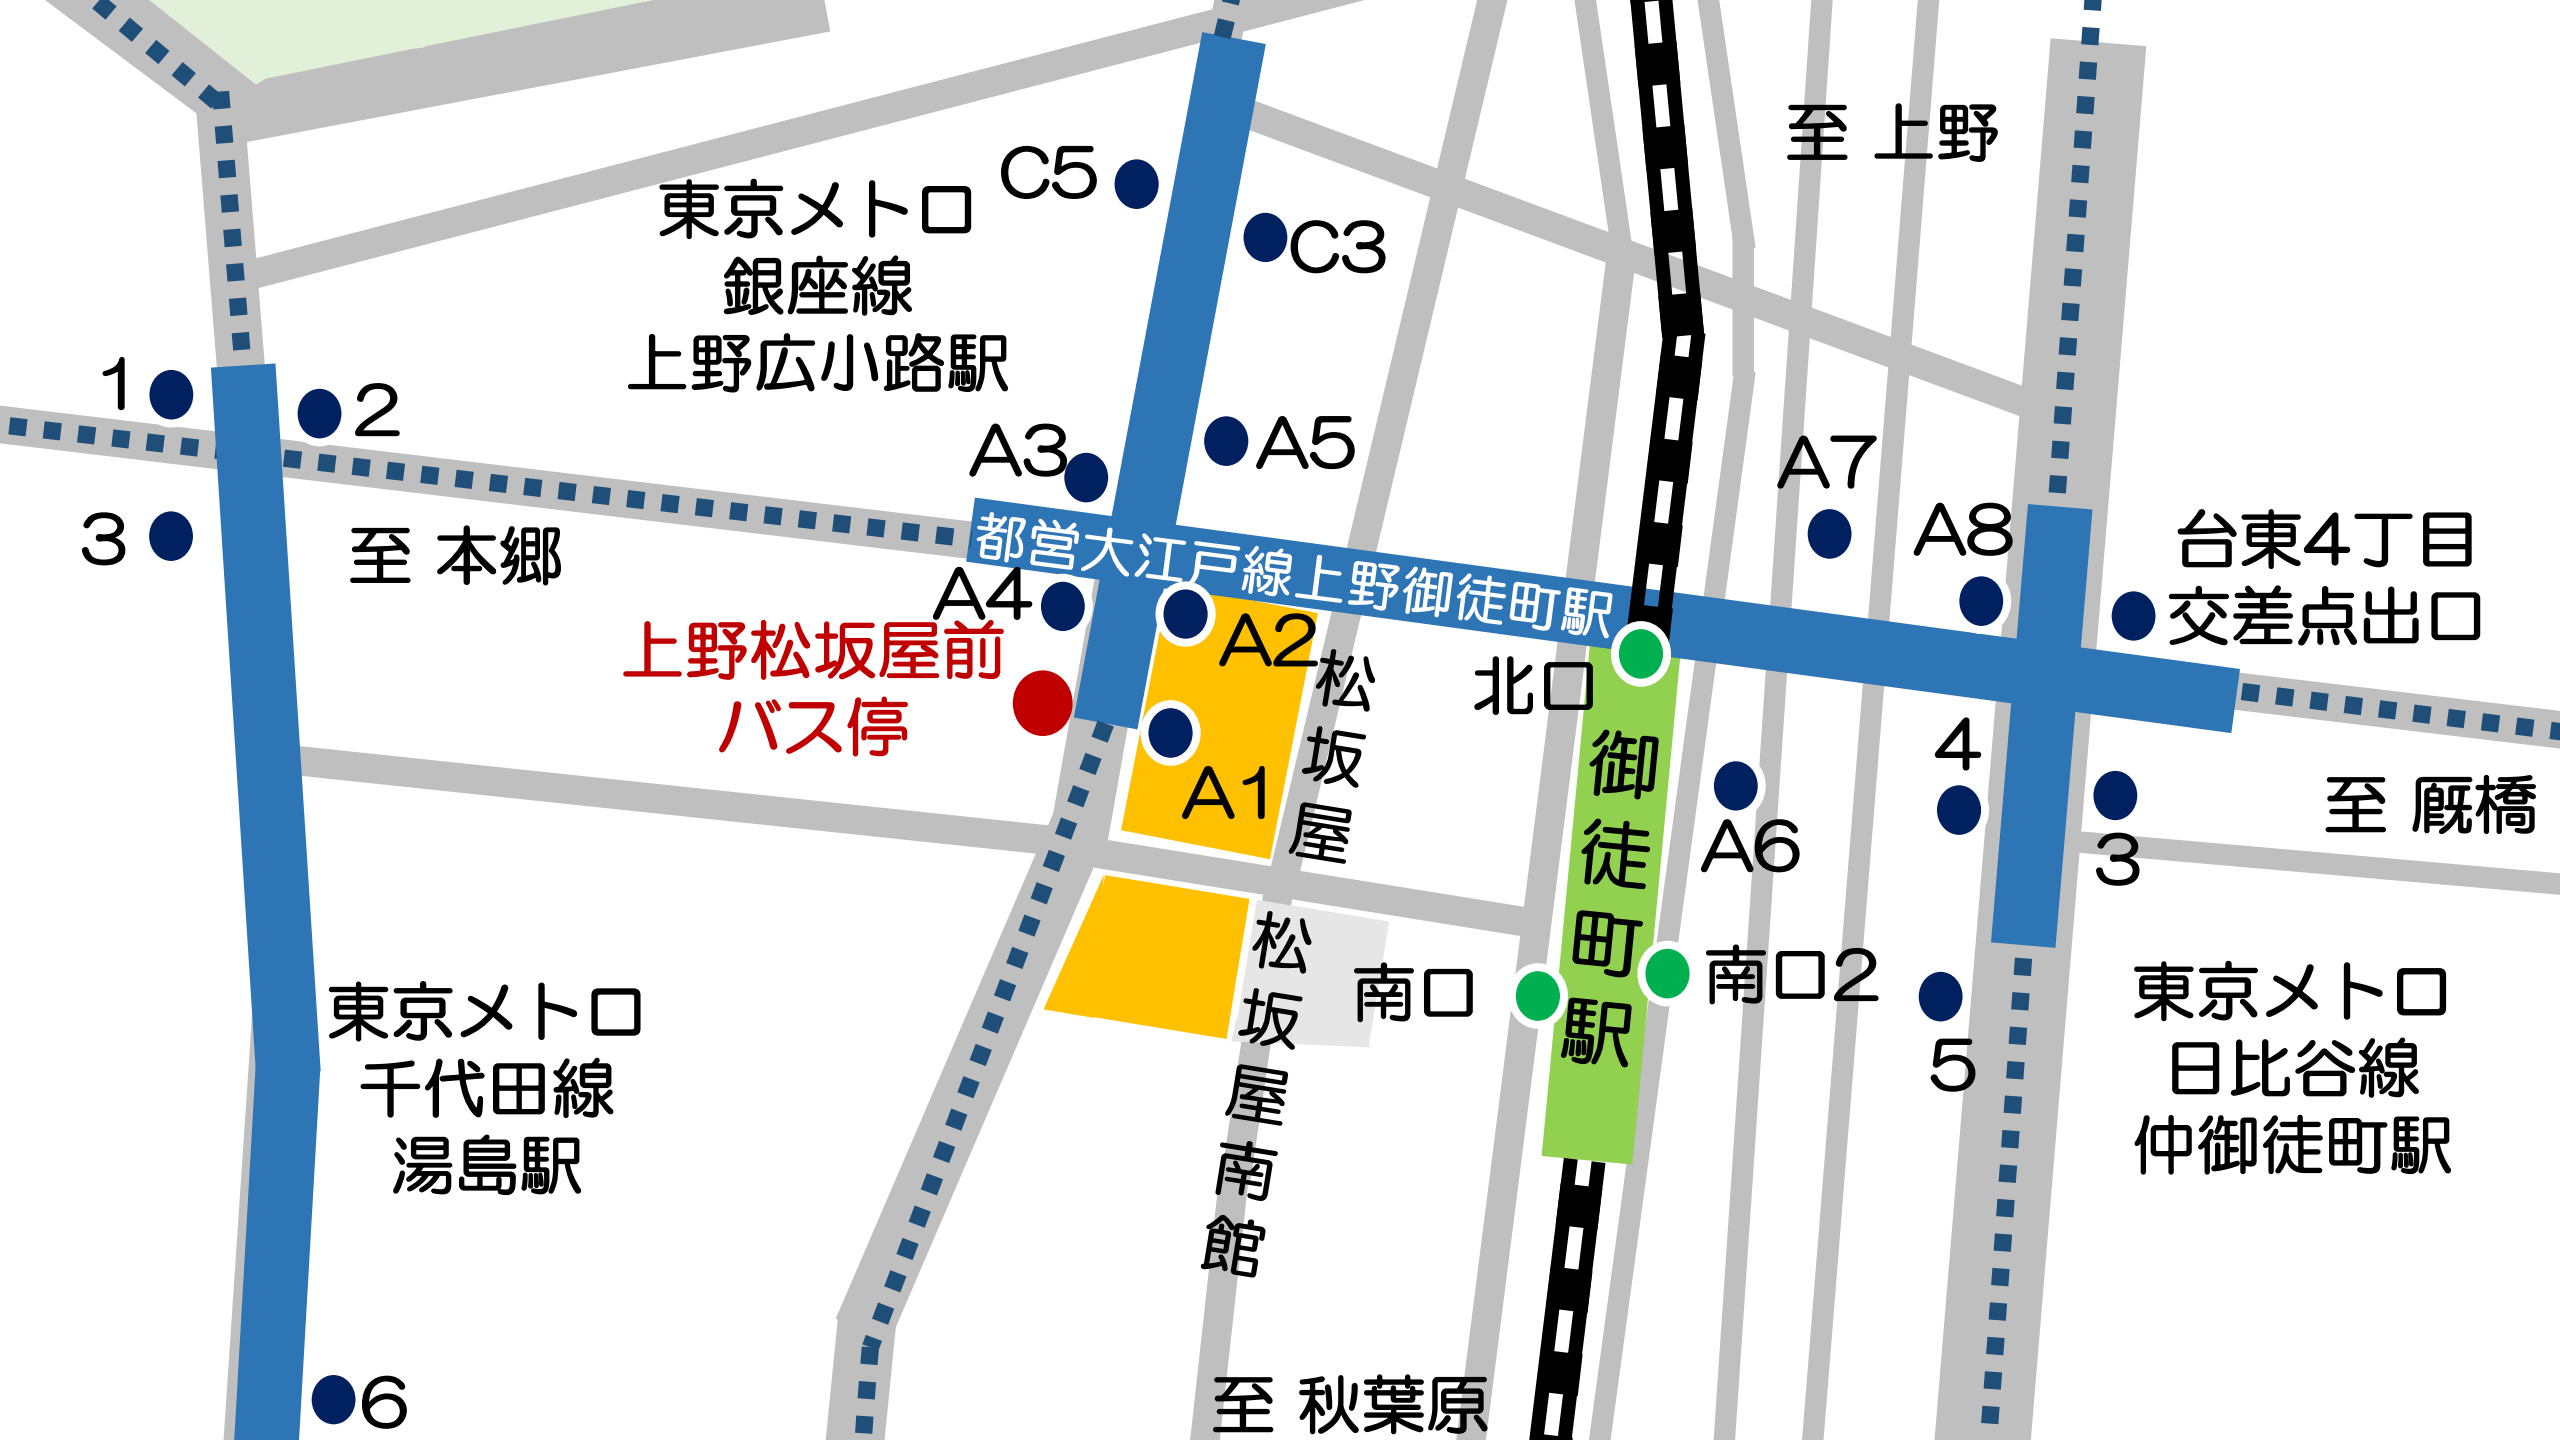 至 上野
C5
東京メトロ
銀座線
上野広小路駅
C3
1
2
A3
A5
A7
A8
3
至 本郷
都営大江戸線上野御徒町駅
台東4丁目
交差点出口
A4
A2
上野松坂屋前
バス停
松坂屋
北口
御徒町駅
A1
4
至 厩橋
A6
3
松坂屋南館
南口
南口2
東京メトロ
千代田線
湯島駅
5
東京メトロ
日比谷線
仲御徒町駅
6
至 秋葉原